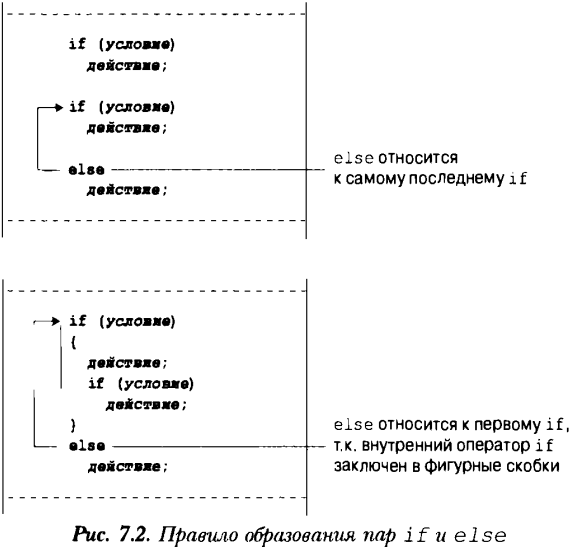 if (условие)
действие;
if (условие)
действие;
else
действие;
else относится
к самому последнему if
if (условие)
{
действие;
if (условие)
действие;
}
else
действие;
else относится к первому if,
т.к. внутренний оператор if
заключен в фигурные скобки
Рис. 7.2. Правило образования пар if и else